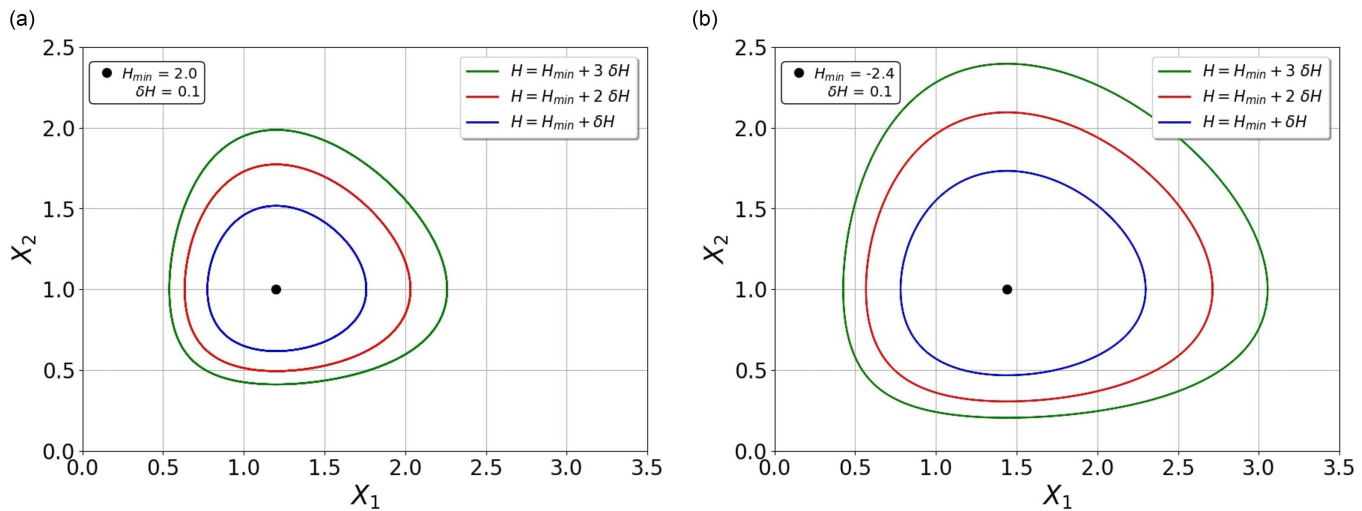 (a)
X₂
2.5
2.0
1.5
1.0
0.5
0.0
H_min = 2.0
δH = 0.1
H = H_min + 3 δH
H = H_min + 2 δH
H = H_min + δH
0.0 0.5 1.0 1.5 2.0 2.5 3.0 3.5
X₁
(b)
X₂
2.5
2.0
1.5
1.0
0.5
0.0
H_min = -2.4
δH = 0.1
H = H_min + 3 δH
H = H_min + 2 δH
H = H_min + δH
0.0 0.5 1.0 1.5 2.0 2.5 3.0 3.5
X₁